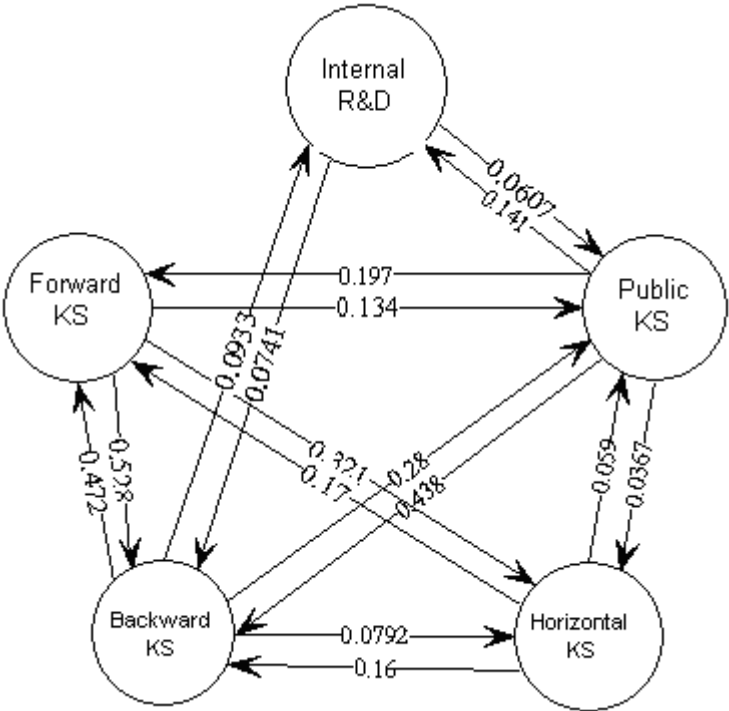 Internal
R&D
0.0607
0.141
Forward
KS
0.197
0.134
Public
KS
0.0933
0.0741
0.472
0.528
0.321
0.17
0.28
0.438
0.059
0.0367
Backward
KS
0.0792
0.16
Horizontal
KS